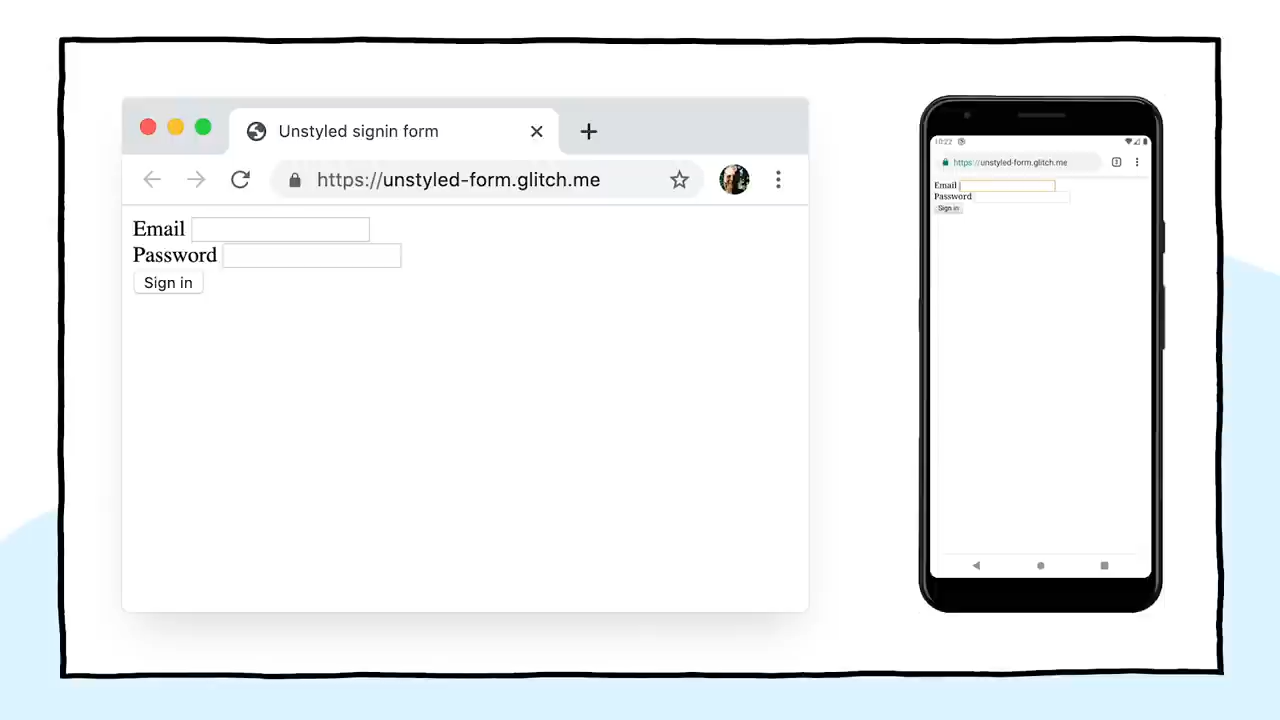 Unstyled signin form
https://unstyled-form.glitch.me
Email
Password
Sign in
10:22
https://unstyled-form.glitch.me
Email
Password
Sign in